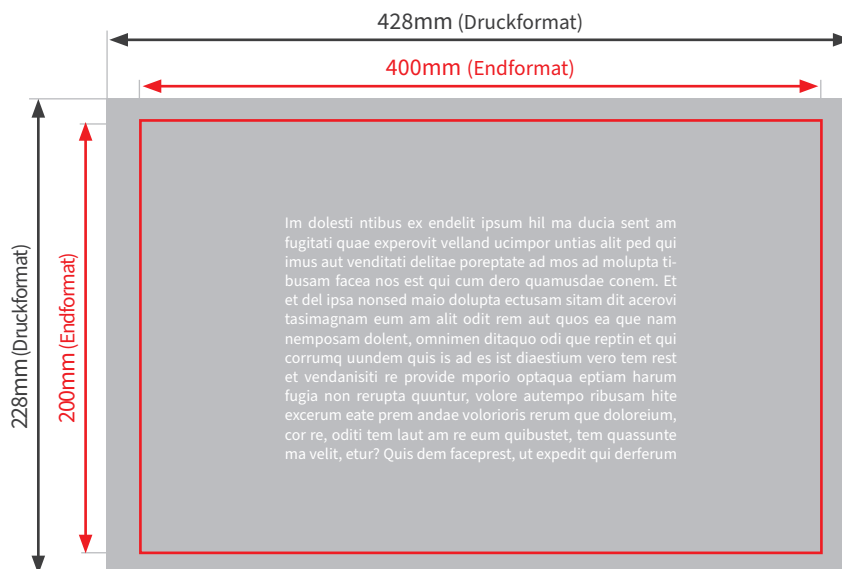 428mm (Druckformat)
400mm (Endformat)
228mm (Druckformat)
200mm (Endformat)
Im dolesti ntibus ex endelit ipsum hil ma ducia sent am
fugitati quae experovit velland ucimpor untias alit ped qui
imus aut venditati delitae poreptate ad mos ad molupta ti-
busam facea nos est qui cum dero quamusdae conem. Et
et del ipsa nonsed maio dolupta ectusam sitam dit acerovi
tasimagnam eum am alit odit rem aut quos ea que nam
nemposam dolent, omnimen ditaquo odi que reptin et qui
corrumq uundem quis is ad es ist diaestium vero tem rest
et vendanisiti re provide mporio optaqua eptiam harum
fugia non rerupta quuntur, volore autempo ribusam hite
excerum eate prem andae volorioris rerum que doloreium,
cor re, oditi tem laut am re eum quibustet, tem quassunte
ma velit, etur? Quis dem faceprest, ut expedit qui derferum